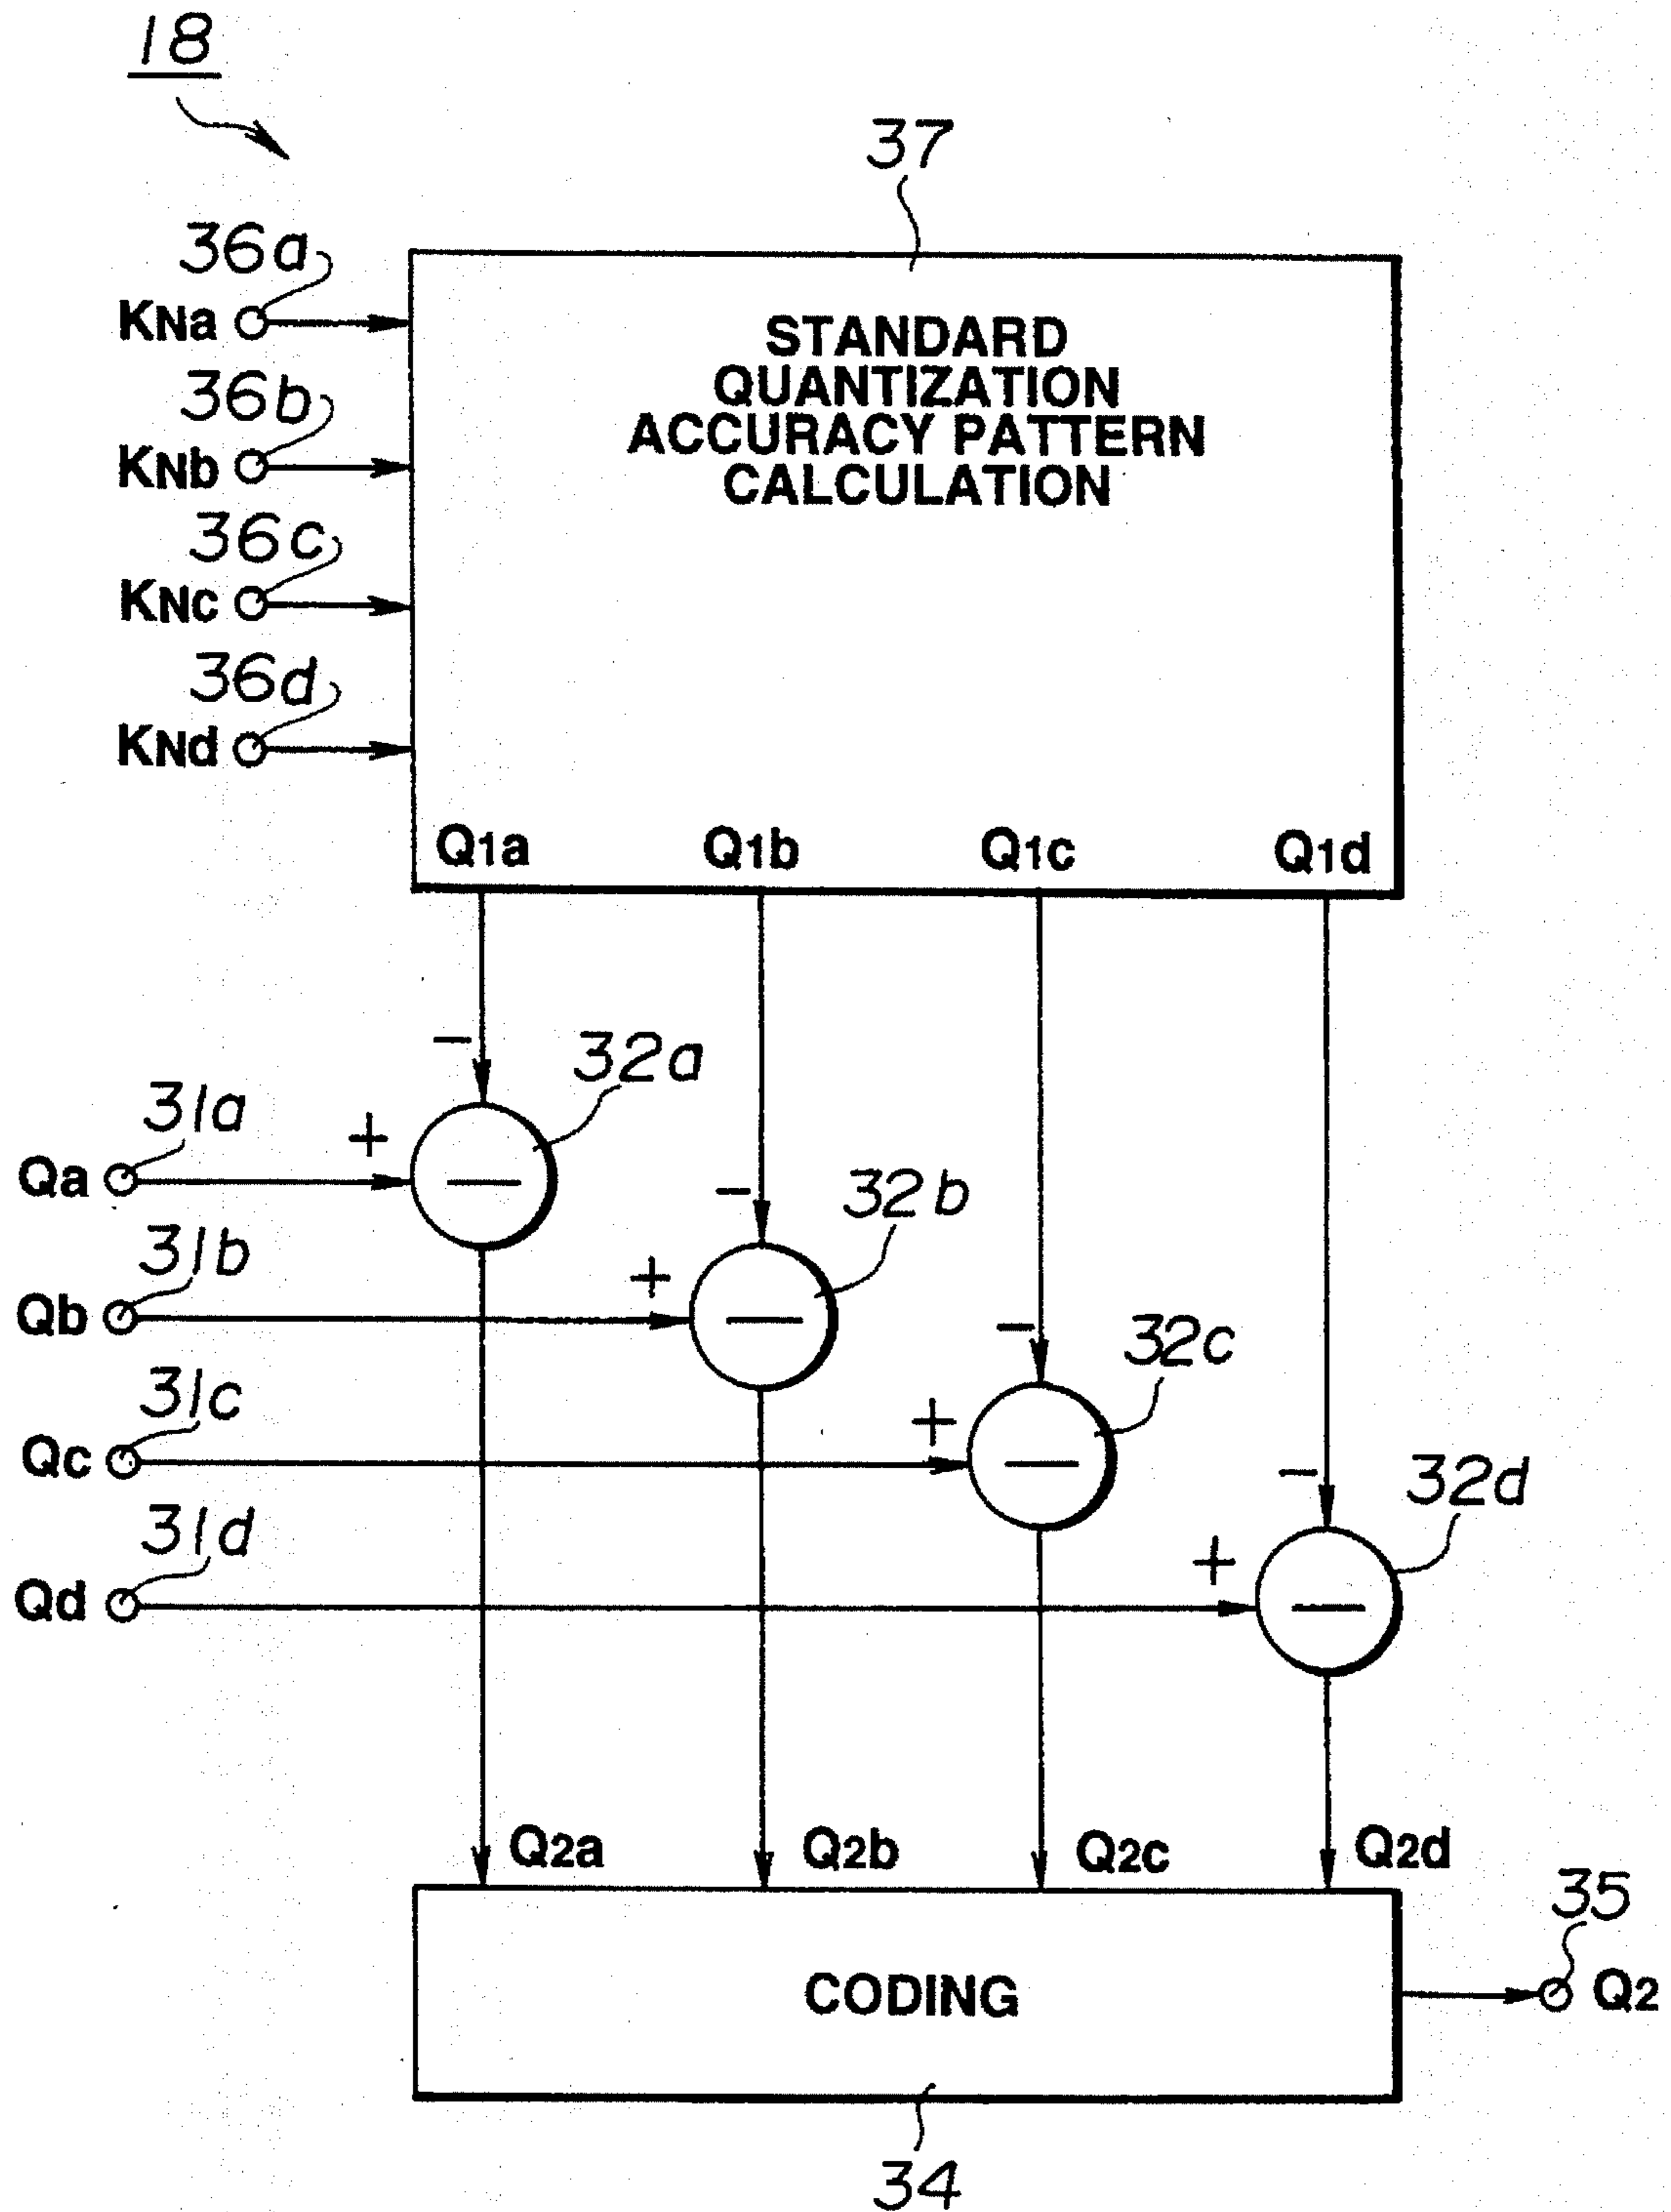 18
37
36a
KNa
STANDARD
QUANTIZATION
ACCURACY PATTERN
CALCULATION
36b
KNb
36c
KNc
36d
KNd
Q1a Q1b Q1c Q1d
−
32a
31a
+
Qa
−
−
32b
31b
+
Qb
−
−
32c
31c
+
Qc
−
−
32d
31d
+
Qd
−
Q2a Q2b Q2c Q2d
35
CODING
Q2
34